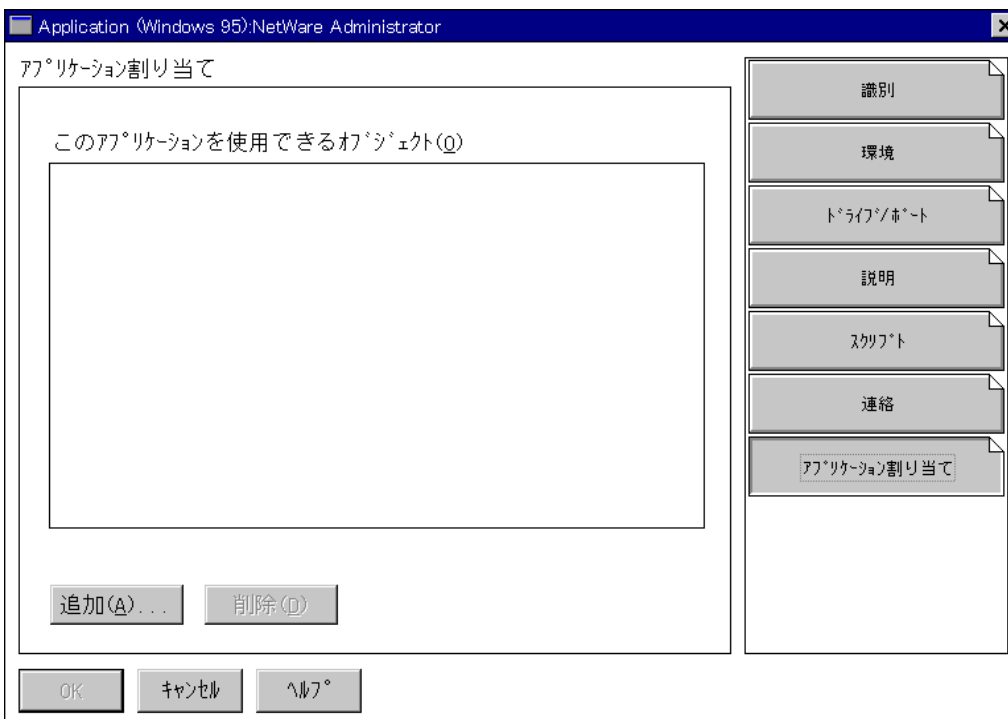 Application (Windows 95):NetWare Administrator
ｱﾌﾟﾘｹｰｼｮﾝ割り当て
このｱﾌﾟﾘｹｰｼｮﾝを使用できるｵﾌﾞｼﾞｪｸﾄ(O)
追加(A)...
削除(D)
OK
ｷｬﾝｾﾙ
ﾍﾙﾌﾟ
識別
環境
ﾄﾞﾗｲﾌﾞ/ﾎﾟｰﾄ
説明
ｽｸﾘﾌﾟﾄ
連絡
ｱﾌﾟﾘｹｰｼｮﾝ割り当て